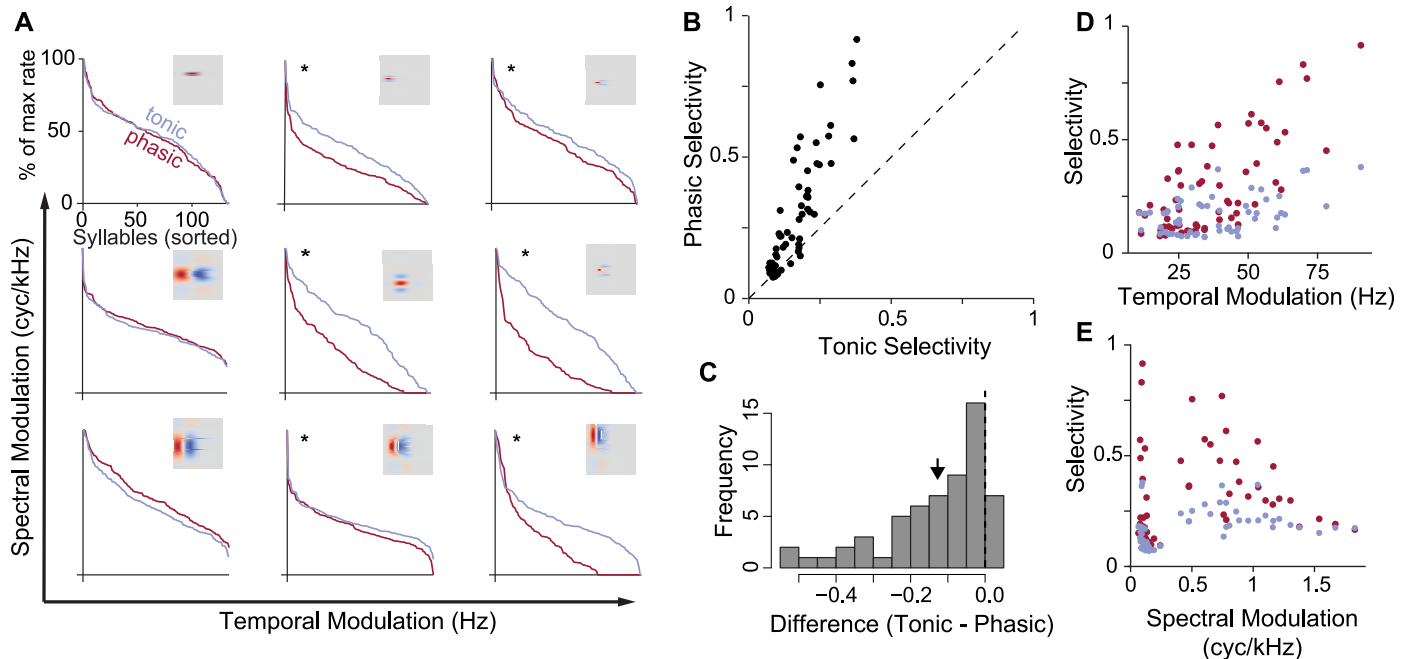 A
% of max rate
100
50
0
tonic
phasic
0
50
100
Syllables (sorted)
*
*
*
*
*
*
Spectral Modulation (cyc/kHz)
Temporal Modulation (Hz)
B
Phasic Selectivity
1
0.5
0
0
0.5
1
Tonic Selectivity
C
Frequency
15
10
5
0
−0.4
−0.2
0.0
Difference (Tonic - Phasic)
D
Selectivity
1
0.5
0
25
50
75
Temporal Modulation (Hz)
E
Selectivity
1
0.5
0
0
0.5
1
1.5
Spectral Modulation
(cyc/kHz)